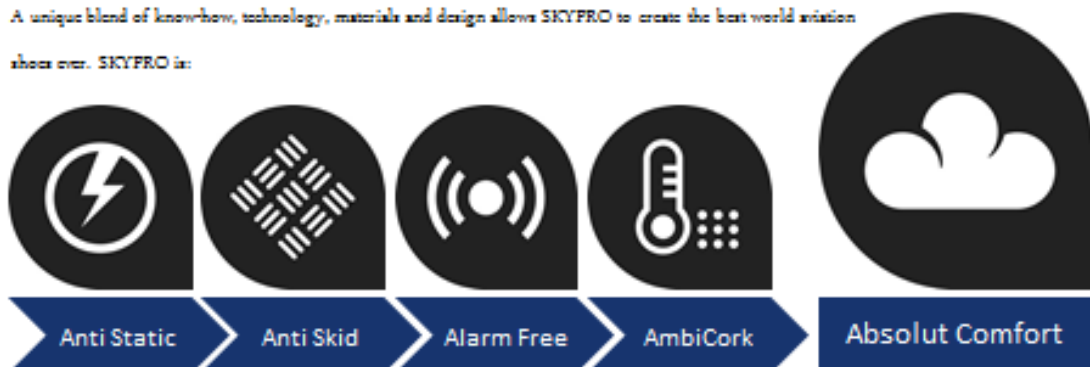 A unique blend of know-how, technology, materials and design allows SKYPRO to create the best world aviation
shoes ever. SKYPRO is:
Anti Static
Anti Skid
Alarm Free
AmbiCork
Absolut Comfort